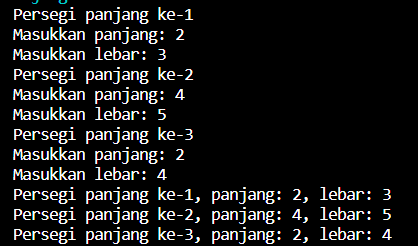 Persegi panjang ke-1
Masukkan panjang: 2
Masukkan lebar: 3
Persegi panjang ke-2
Masukkan panjang: 4
Masukkan lebar: 5
Persegi panjang ke-3
Masukkan panjang: 2
Masukkan lebar: 4
Persegi panjang ke-1, panjang: 2, lebar: 3
Persegi panjang ke-2, panjang: 4, lebar: 5
Persegi panjang ke-3, panjang: 2, lebar: 4